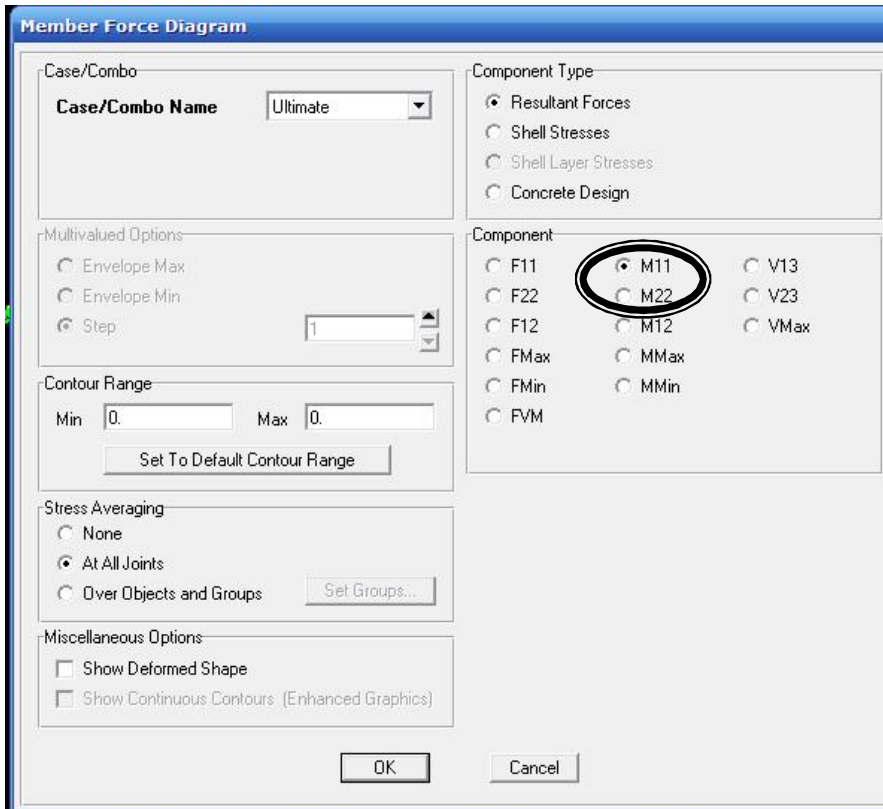 Member Force Diagram
Case/Combo
Case/Combo Name Ultimate
Multivalued Options
Envelope Max
Envelope Min
Step 1
Contour Range
Min 0. Max 0.
Set To Default Contour Range
Stress Averaging
None
At All Joints
Over Objects and Groups Set Groups...
Miscellaneous Options
Show Deformed Shape
Show Continuous Contours (Enhanced Graphics)
Component Type
Resultant Forces
Shell Stresses
Shell Layer Stresses
Concrete Design
Component
F11 M11 V13
F22 M22 V23
F12 M12 VMax
FMax MMax
FMin MMin
FVM
OK Cancel